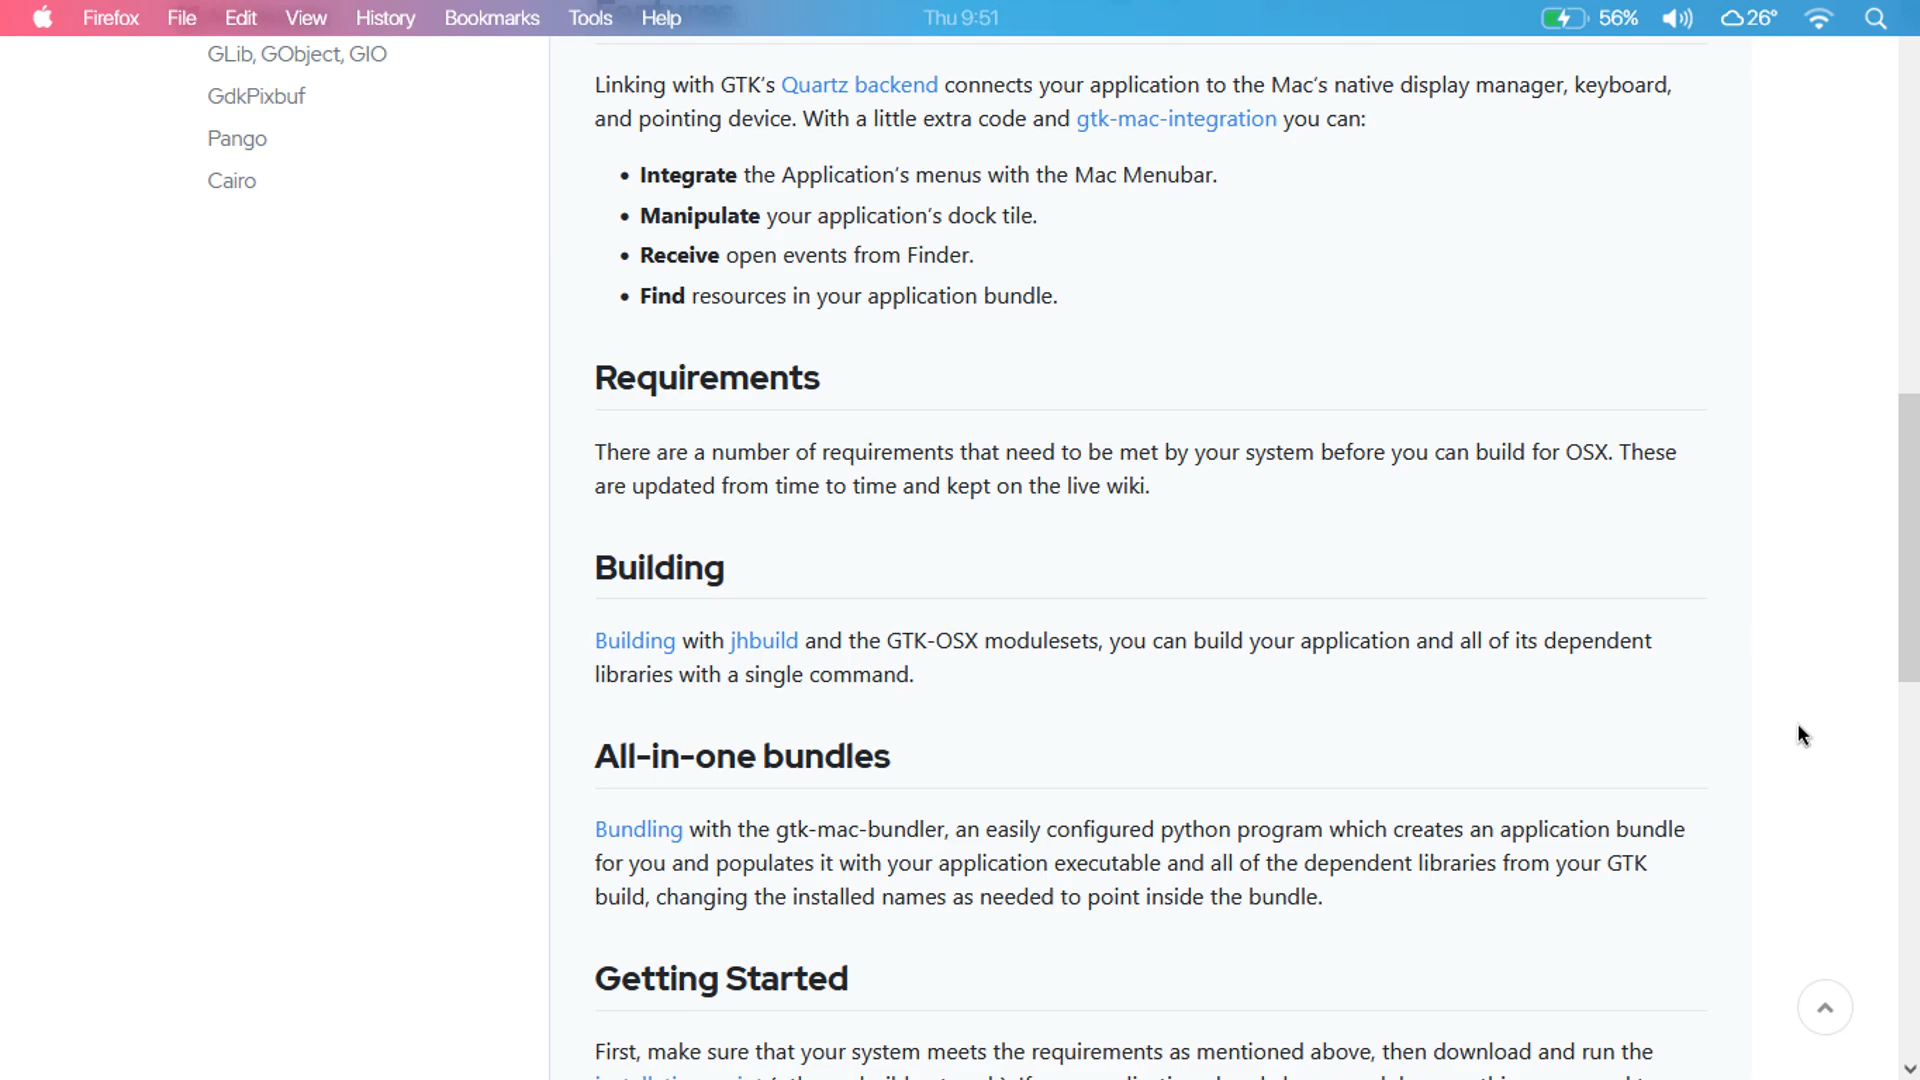 Firefox File Edit View History Bookmarks Tools Help Thu 9:51 56% 26°
Features
GLib, GObject, GIO
GdkPixbuf
Pango
Cairo
Linking with GTK's Quartz backend connects your application to the Mac's native display manager, keyboard,
and pointing device. With a little extra code and gtk-mac-integration you can:
• Integrate the Application's menus with the Mac Menubar.
• Manipulate your application's dock tile.
• Receive open events from Finder.
• Find resources in your application bundle.
Requirements
There are a number of requirements that need to be met by your system before you can build for OSX. These
are updated from time to time and kept on the live wiki.
Building
Building with jhbuild and the GTK-OSX modulesets, you can build your application and all of its dependent
libraries with a single command.
All-in-one bundles
Bundling with the gtk-mac-bundler, an easily configured python program which creates an application bundle
for you and populates it with your application executable and all of the dependent libraries from your GTK
build, changing the installed names as needed to point inside the bundle.
Getting Started
First, make sure that your system meets the requirements as mentioned above, then download and run the